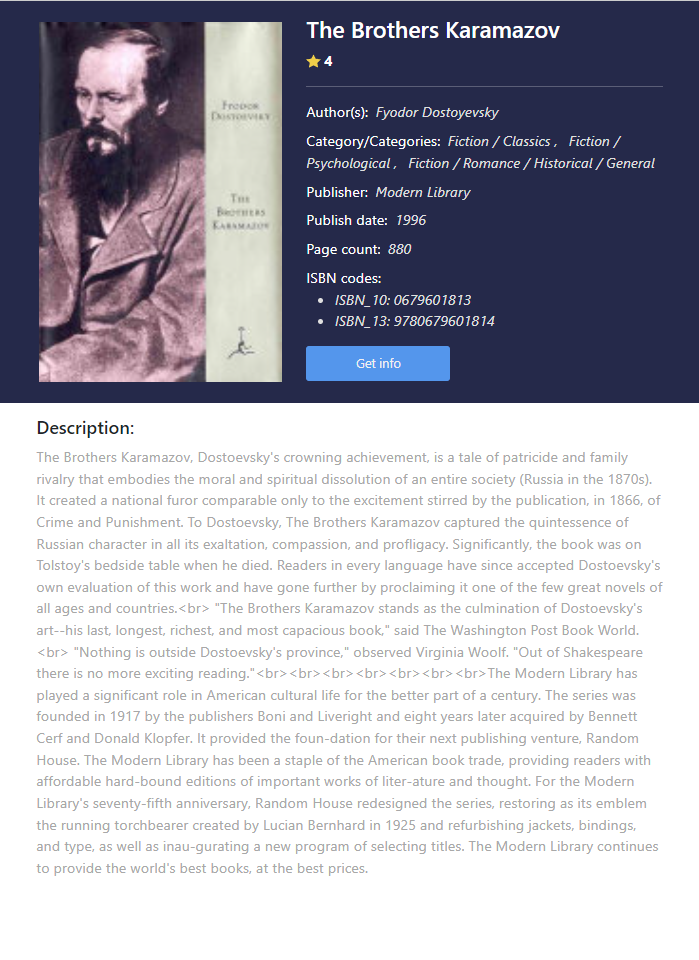 The Brothers Karamazov
4
Author(s): Fyodor Dostoyevsky
Category/Categories: Fiction / Classics , Fiction /
Psychological , Fiction / Romance / Historical / General
Publisher: Modern Library
Publish date: 1996
Page count: 880
ISBN codes:
• ISBN_10: 0679601813
• ISBN_13: 9780679601814
Get info
FYODOR
DOSTOEVSKY
THE
BROTHERS
KARAMAZOV
Description:
The Brothers Karamazov, Dostoevsky's crowning achievement, is a tale of patricide and family
rivalry that embodies the moral and spiritual dissolution of an entire society (Russia in the 1870s).
It created a national furor comparable only to the excitement stirred by the publication, in 1866, of
Crime and Punishment. To Dostoevsky, The Brothers Karamazov captured the quintessence of
Russian character in all its exaltation, compassion, and profligacy. Significantly, the book was on
Tolstoy's bedside table when he died. Readers in every language have since accepted Dostoevsky's
own evaluation of this work and have gone further by proclaiming it one of the few great novels of
all ages and countries.<br> "The Brothers Karamazov stands as the culmination of Dostoevsky's
art--his last, longest, richest, and most capacious book," said The Washington Post Book World.
<br> "Nothing is outside Dostoevsky's province," observed Virginia Woolf. "Out of Shakespeare
there is no more exciting reading."<br><br><br><br><br><br><br>The Modern Library has
played a significant role in American cultural life for the better part of a century. The series was
founded in 1917 by the publishers Boni and Liveright and eight years later acquired by Bennett
Cerf and Donald Klopfer. It provided the foun-dation for their next publishing venture, Random
House. The Modern Library has been a staple of the American book trade, providing readers with
affordable hard-bound editions of important works of liter-ature and thought. For the Modern
Library's seventy-fifth anniversary, Random House redesigned the series, restoring as its emblem
the running torchbearer created by Lucian Bernhard in 1925 and refurbishing jackets, bindings,
and type, as well as inau-gurating a new program of selecting titles. The Modern Library continues
to provide the world's best books, at the best prices.